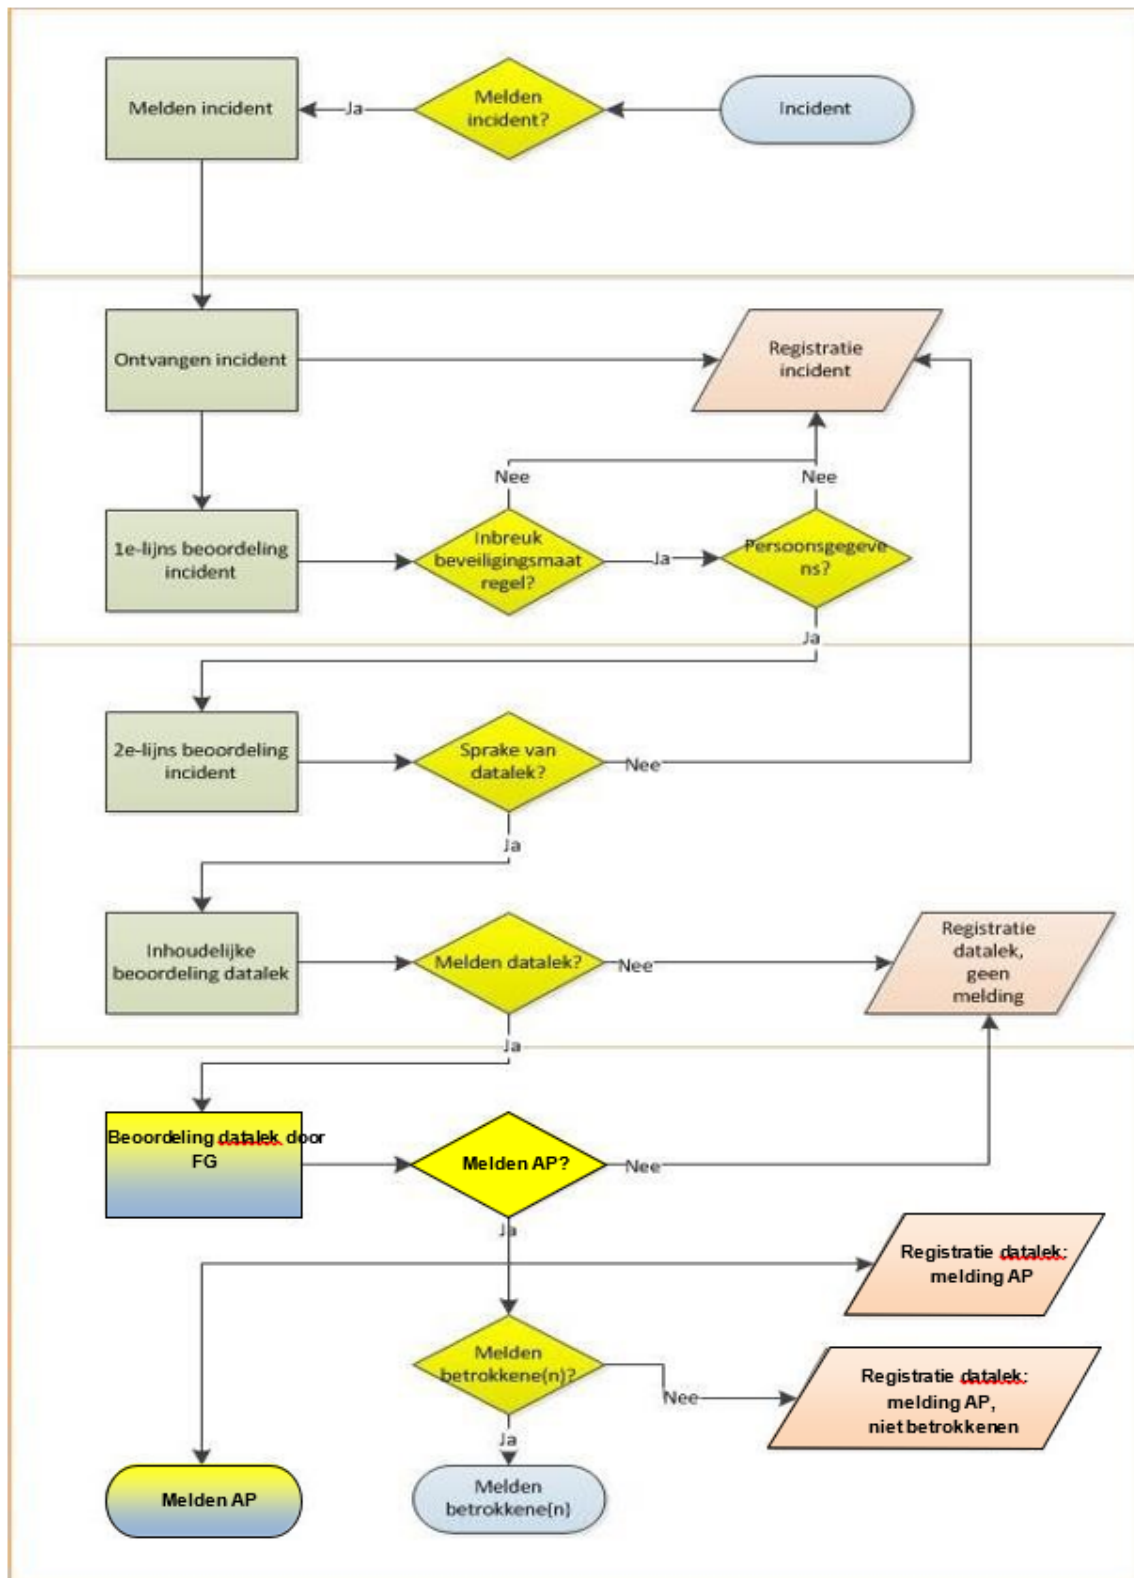 Melden incident
Ja
Melden
incident?
Incident
Ontvangen incident
Registratie
incident
Nee
Nee
1e-lijns beoordeling
incident
Inbreuk
beveiligingsmaat
regel?
Ja
Persoonsgegeve
ns?
Ja
2e-lijns beoordeling
incident
Sprake van
datalek?
Nee
Ja
Inhoudelijke
beoordeling datalek
Melden datalek?
Nee
Registratie
datalek,
geen
melding
Ja
Beoordeling datalek door
FG
Melden AP?
Nee
Ja
Registratie datalek:
melding AP
Melden
betrokkene(n)?
Nee
Registratie datalek:
melding AP,
niet betrokkenen
Ja
Melden AP
Melden
betrokkene(n)